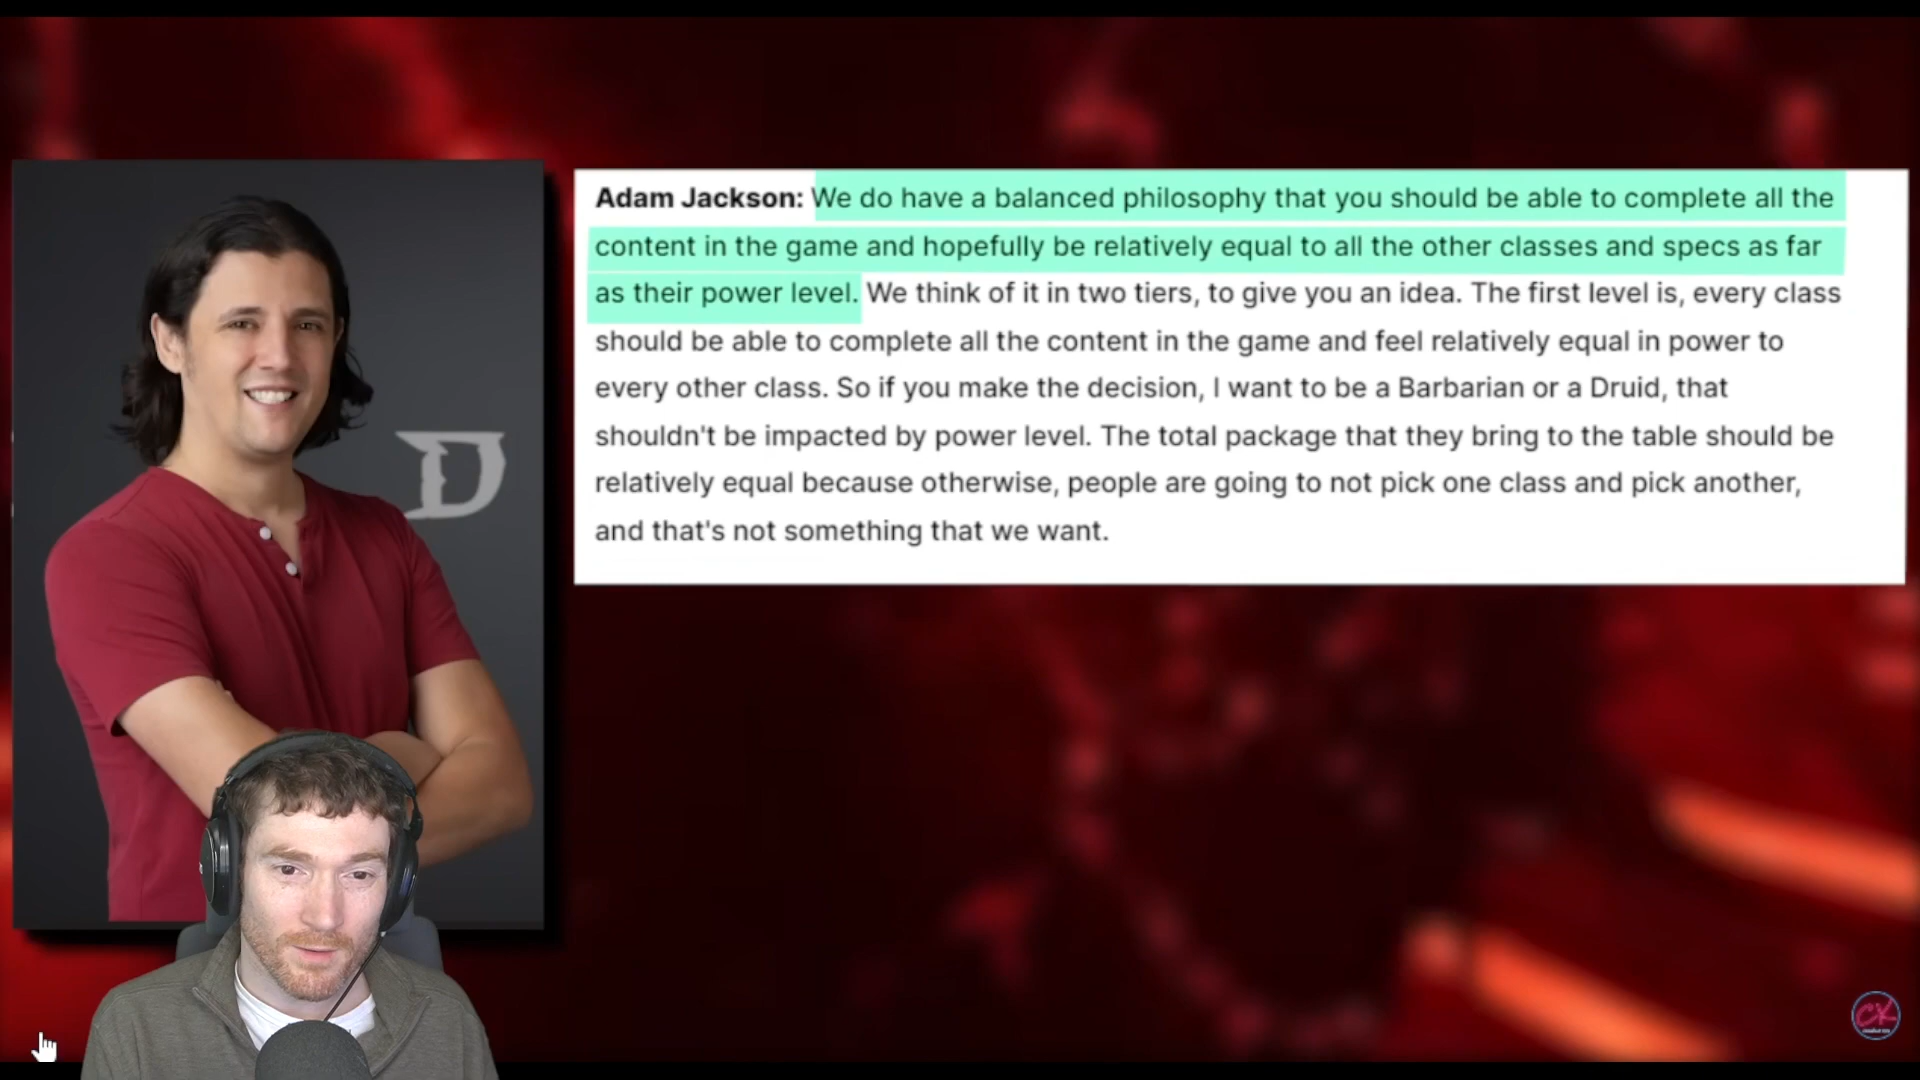 Adam Jackson: We do have a balanced philosophy that you should be able to complete all the
content in the game and hopefully be relatively equal to all the other classes and specs as far
as their power level. We think of it in two tiers, to give you an idea. The first level is, every class
should be able to complete all the content in the game and feel relatively equal in power to
every other class. So if you make the decision, I want to be a Barbarian or a Druid, that
shouldn't be impacted by power level. The total package that they bring to the table should be
relatively equal because otherwise, people are going to not pick one class and pick another,
and that's not something that we want.
D
CK